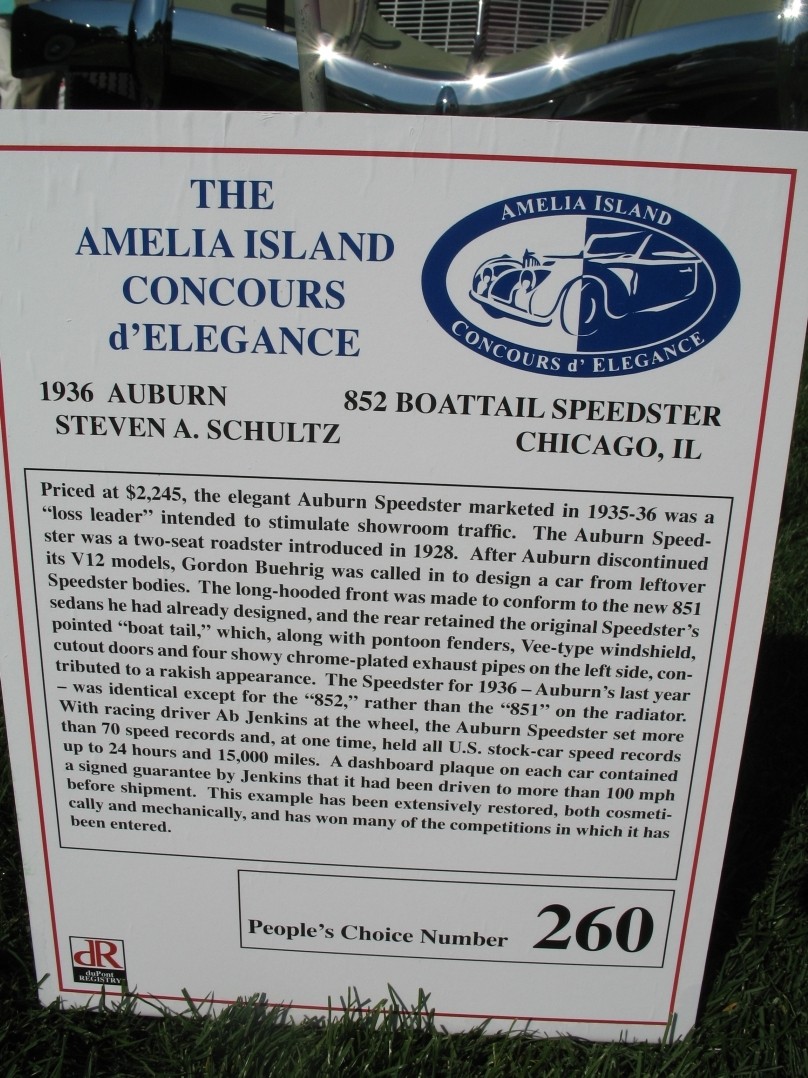 THE
AMELIA ISLAND
CONCOURS
d'ELEGANCE
AMELIA ISLAND
CONCOURS d' ELEGANCE
1936 AUBURN
852 BOATTAIL SPEEDSTER
STEVEN A. SCHULTZ
CHICAGO, IL
Priced at $2,245, the elegant Auburn Speedster marketed in 1935-36 was a
“loss leader” intended to stimulate showroom traffic. The Auburn Speed-
ster was a two-seat roadster introduced in 1928. After Auburn discontinued
its V12 models, Gordon Buehrig was called in to design a car from leftover
Speedster bodies. The long-hooded front was made to conform to the new 851
sedans he had already designed, and the rear retained the original Speedster’s
pointed “boat tail,” which, along with pontoon fenders, Vee-type windshield,
cutout doors and four showy chrome-plated exhaust pipes on the left side, con-
tributed to a rakish appearance. The Speedster for 1936 – Auburn’s last year
– was identical except for the “852,” rather than the “851” on the radiator.
With racing driver Ab Jenkins at the wheel, the Auburn Speedster set more
than 70 speed records and, at one time, held all U.S. stock-car speed records
up to 24 hours and 15,000 miles. A dashboard plaque on each car contained
a signed guarantee by Jenkins that it had been driven to more than 100 mph
before shipment. This example has been extensively restored, both cosmeti-
cally and mechanically, and has won many of the competitions in which it has
been entered.
People’s Choice Number 260
dR
duPont
REGISTRY